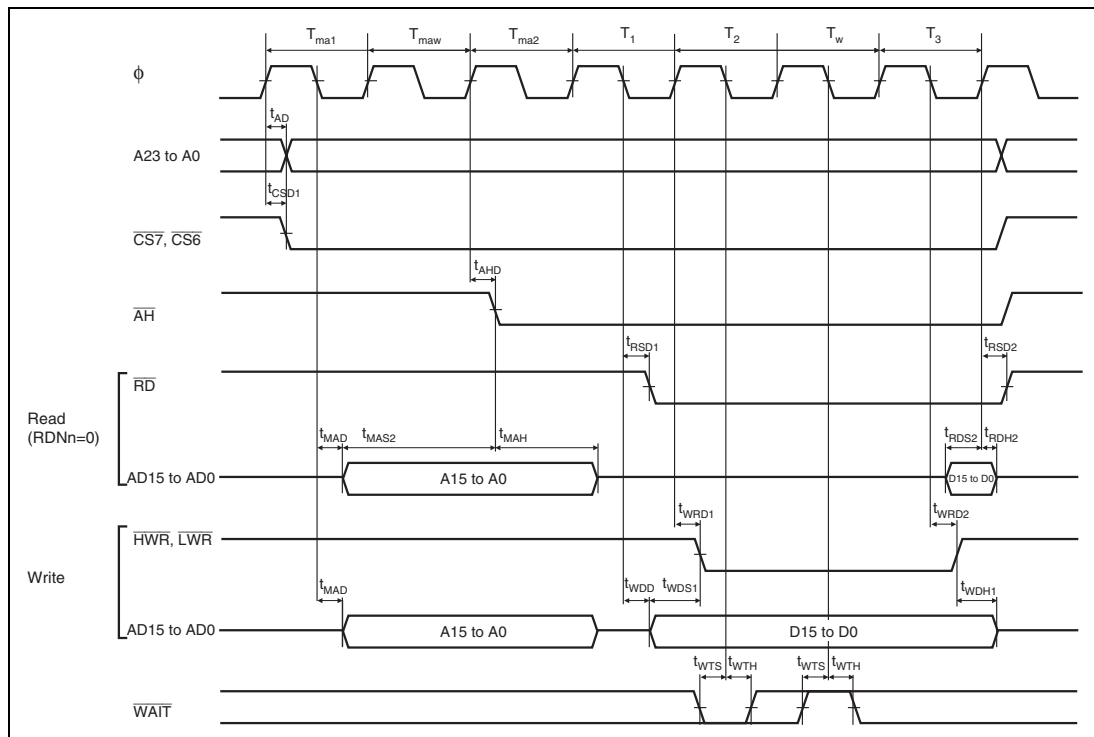 Tma1 Tmaw Tma2 T1 T2 Tw T3
ϕ
tAD
A23 to A0
tCSD1
CS7, CS6
tAHD
AH
tRSD1 tRSD2
RD
Read
(RDNn=0)
tMAD tMAS2 tMAH tRDS2 tRDH2
AD15 to AD0 A15 to A0 D15 to D0
tWRD1 tWRD2
HWR, LWR
Write
tMAD tWDD tWDS1 tWDH1
AD15 to AD0 A15 to A0 D15 to D0
tWTS tWTH tWTS tWTH
WAIT